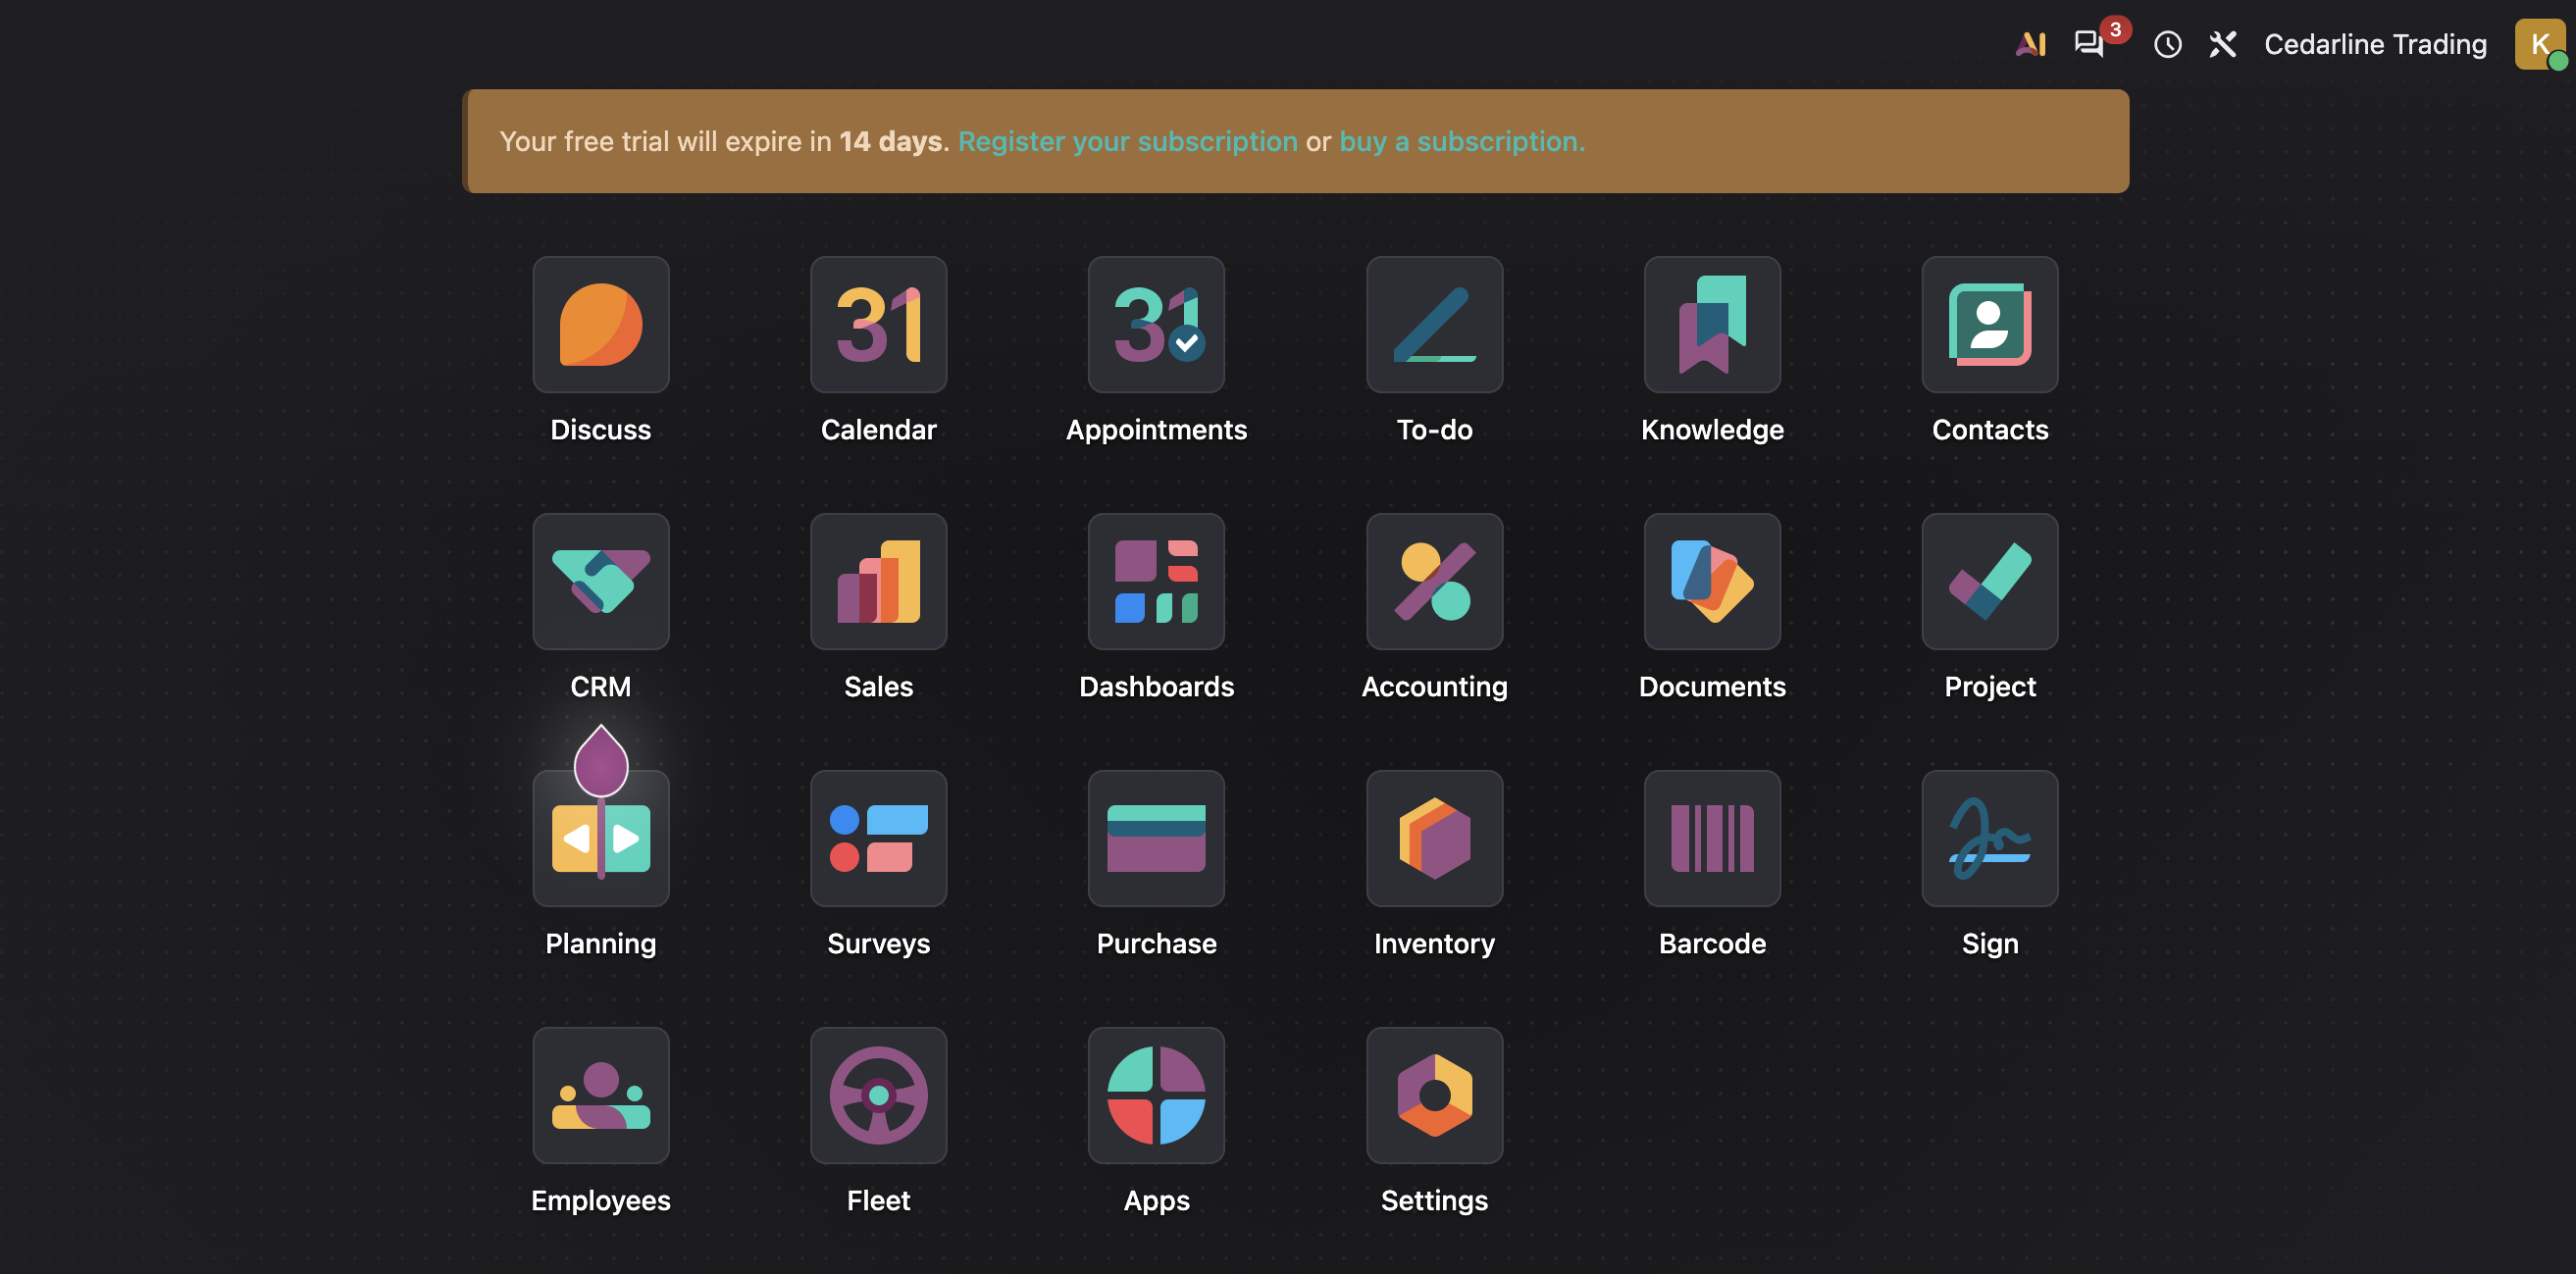 AI 3 Cedarline Trading K
Your free trial will expire in 14 days. Register your subscription or buy a subscription.
31 31
Discuss Calendar Appointments To-do Knowledge Contacts
CRM Sales Dashboards Accounting Documents Project
Planning Surveys Purchase Inventory Barcode Sign
Employees Fleet Apps Settings